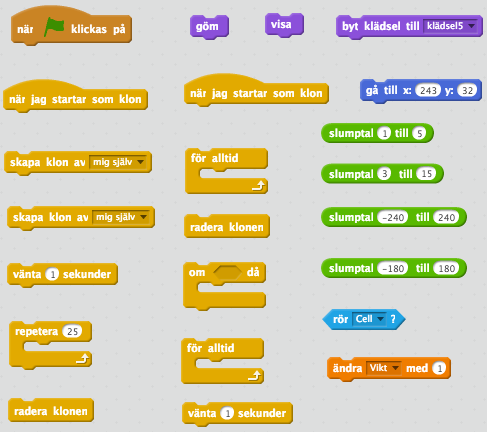 när klickas på
göm
visa
byt klädsel till klädsel5
när jag startar som klon
när jag startar som klon
gå till x: 243 y: 32
slumptal 1 till 5
skapa klon av mig själv
för alltid
slumptal 3 till 15
skapa klon av mig själv
radera klonen
slumptal -240 till 240
vänta 1 sekunder
om då
slumptal -180 till 180
repetera 25
rör Cell ?
för alltid
ändra Vikt med 1
radera klonen
vänta 1 sekunder